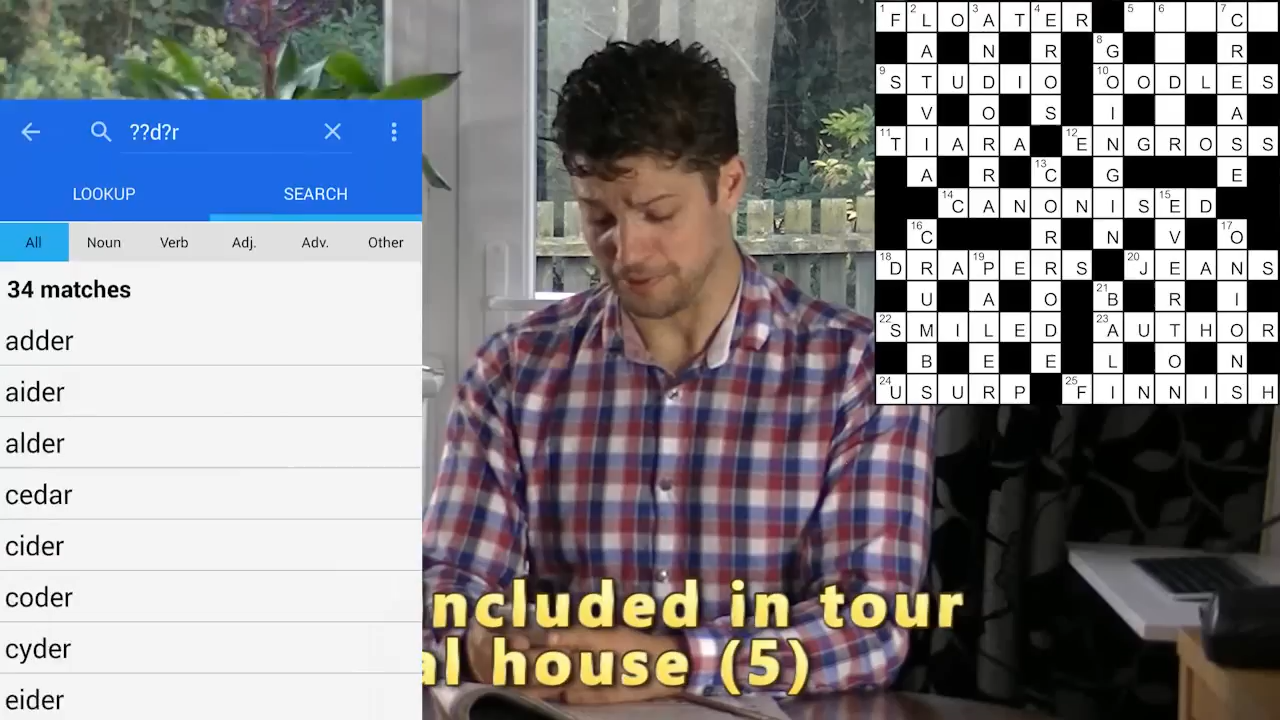 ??d?r
LOOKUP SEARCH
All Noun Verb Adj. Adv. Other
34 matches
adder
aider
alder
cedar
cider
coder
cyder
eider
ncluded in tour
al house (5)
1 F 2 L O 3 A T 4 E R 5 6 7 C
A N R 8 G R
9 S T U D I O 10 O O D L E S
V O S I A
11 T I A R A 12 E N G R O S S
A R 13 C G E
14 C A N O N I S 15 E D
16 C R N V 17 O
18 D R A 19 P E R S 20 J E A N S
U A O 21 B R I
22 S M I L E D 23 A U T H O R
B E E L O N
24 U S U R P 25 F I N N I S H